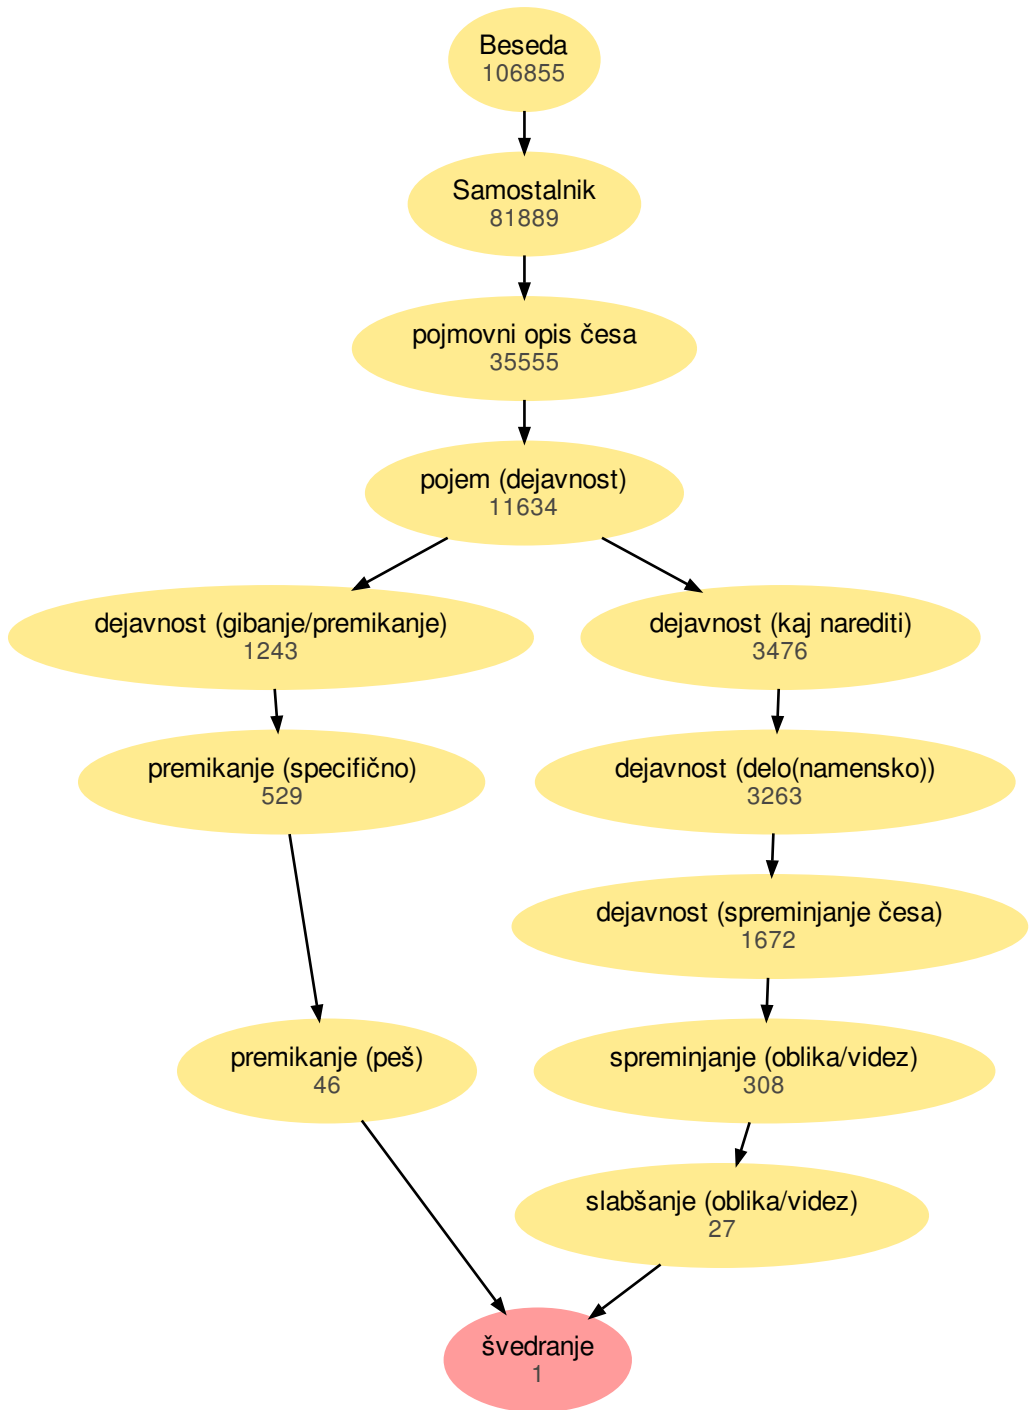 Beseda
106855
Samostalnik
81889
pojmovni opis česa
35555
pojem (dejavnost)
11634
dejavnost (gibanje/premikanje)
1243
dejavnost (kaj narediti)
3476
premikanje (specifično)
529
dejavnost (delo(namensko))
3263
dejavnost (spreminjanje česa)
1672
premikanje (peš)
46
spreminjanje (oblika/videz)
308
slabšanje (oblika/videz)
27
švedranje
1